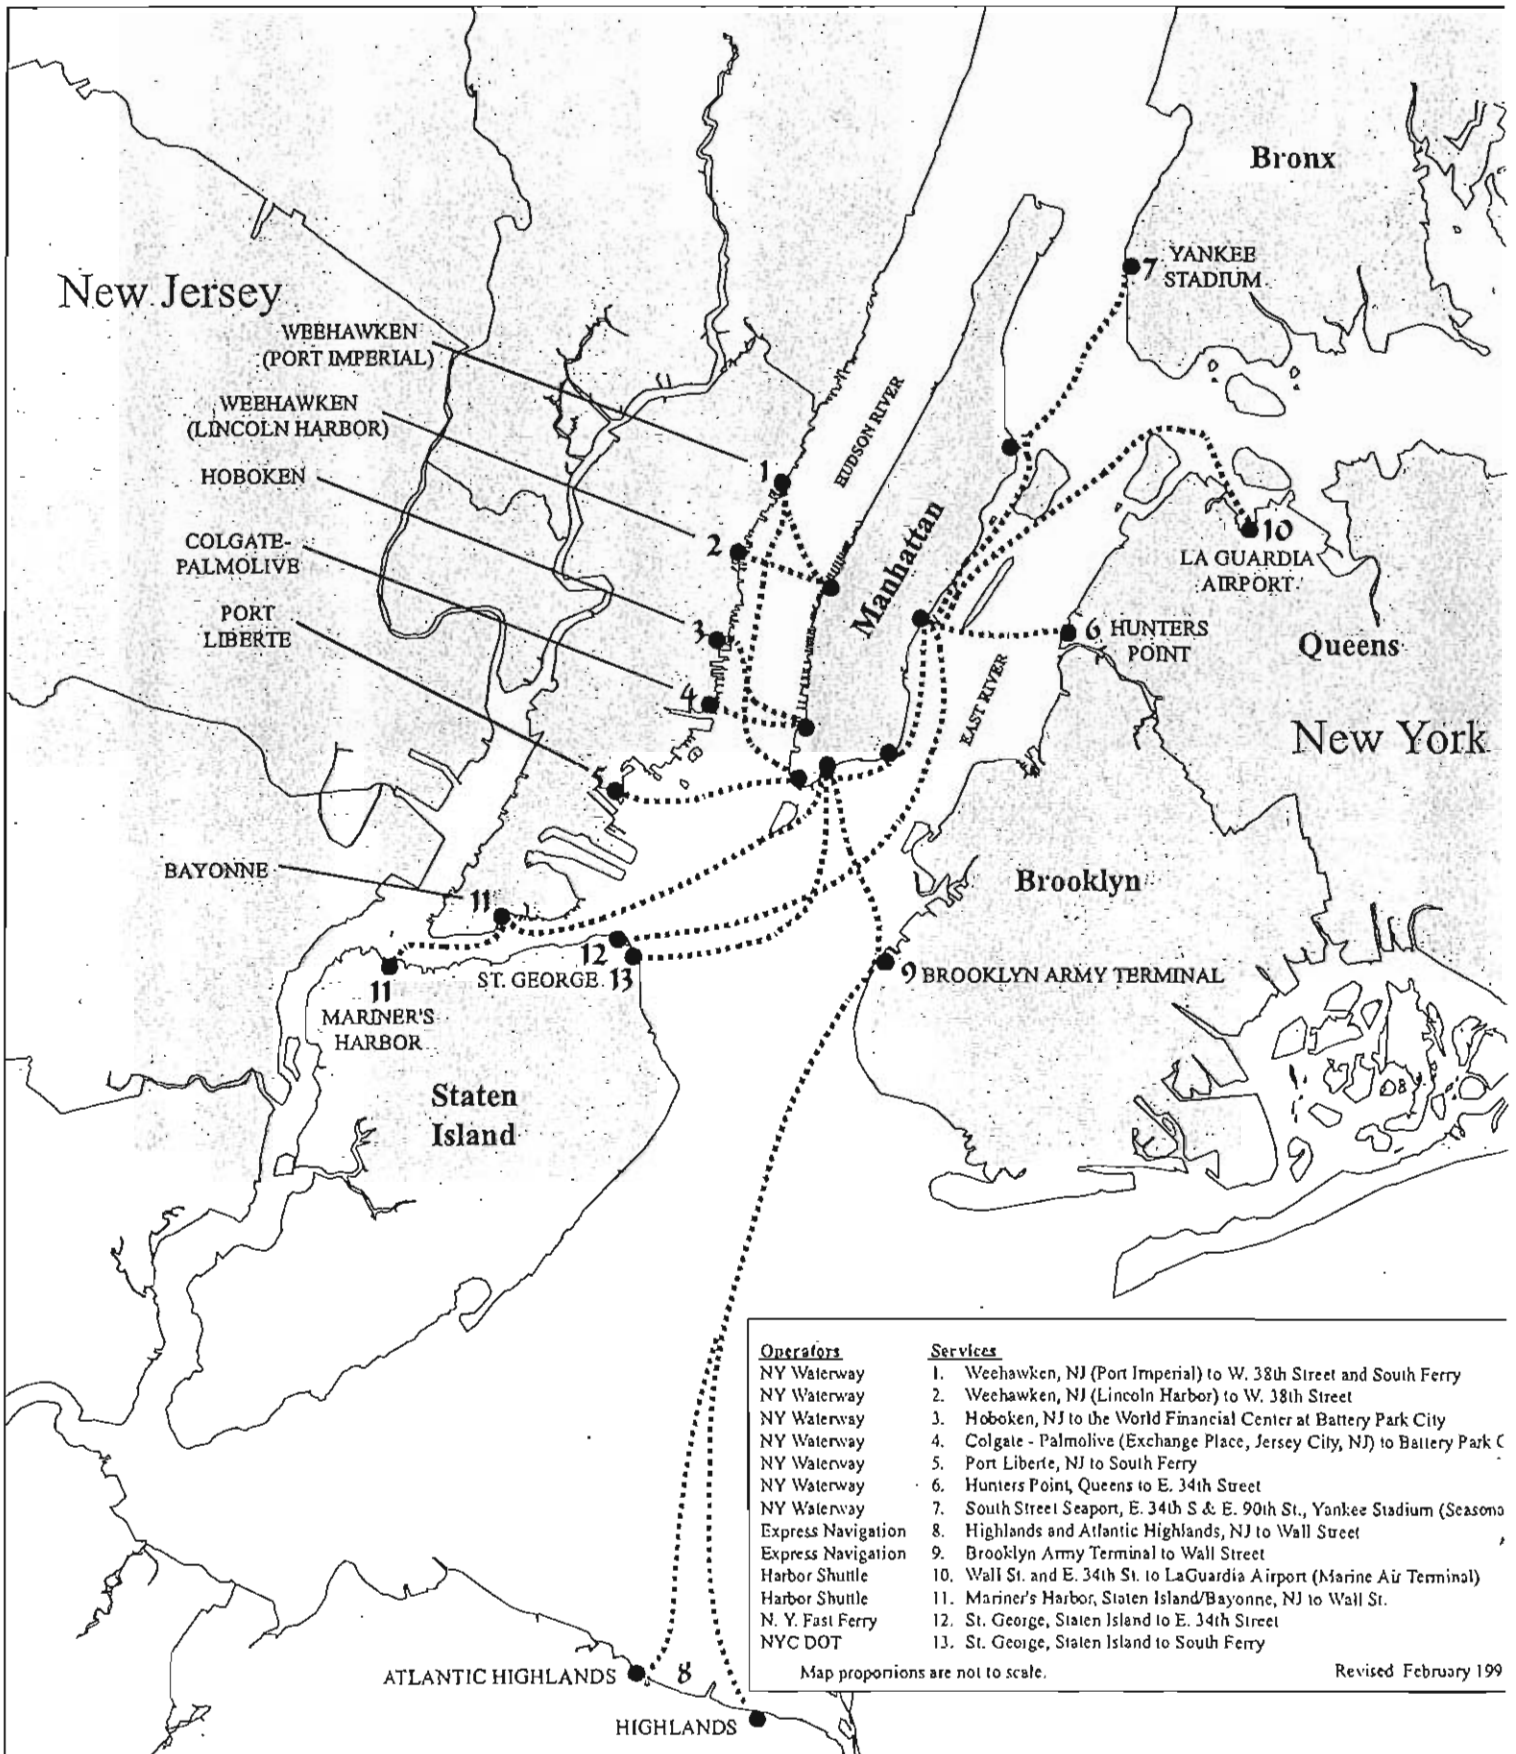 Bronx
7 YANKEE
STADIUM
New Jersey
WEEHAWKEN
(PORT IMPERIAL)
WEEHAWKEN
(LINCOLN HARBOR)
HOBOKEN
COLGATE-
PALMOLIVE
PORT
LIBERTE
1
2
3
4
5
HUDSON RIVER
Manhattan
10
LA GUARDIA
AIRPORT
6 HUNTERS
POINT
Queens
EAST RIVER
New York
BAYONNE
11
Brooklyn
12
ST. GEORGE 13
9 BROOKLYN ARMY TERMINAL
11
MARINER'S
HARBOR
Staten
Island
Operators Services
NY Waterway 1. Weehawken, NJ (Port Imperial) to W. 38th Street and South Ferry
NY Waterway 2. Weehawken, NJ (Lincoln Harbor) to W. 38th Street
NY Waterway 3. Hoboken, NJ to the World Financial Center at Battery Park City
NY Waterway 4. Colgate - Palmolive (Exchange Place, Jersey City, NJ) to Battery Park C
NY Waterway 5. Port Liberte, NJ to South Ferry
NY Waterway 6. Hunters Point, Queens to E. 34th Street
NY Waterway 7. South Street Seaport, E. 34th S & E. 90th St., Yankee Stadium (Seasona
Express Navigation 8. Highlands and Atlantic Highlands, NJ to Wall Street
Express Navigation 9. Brooklyn Army Terminal to Wall Street
Harbor Shuttle 10. Wall St. and E. 34th St. to LaGuardia Airport (Marine Air Terminal)
Harbor Shuttle 11. Mariner's Harbor, Staten Island/Bayonne, NJ to Wall St.
N. Y. Fast Ferry 12. St. George, Staten Island to E. 34th Street
NYC DOT 13. St. George, Staten Island to South Ferry
Map proportions are not to scale. Revised February 199
ATLANTIC HIGHLANDS 8
HIGHLANDS